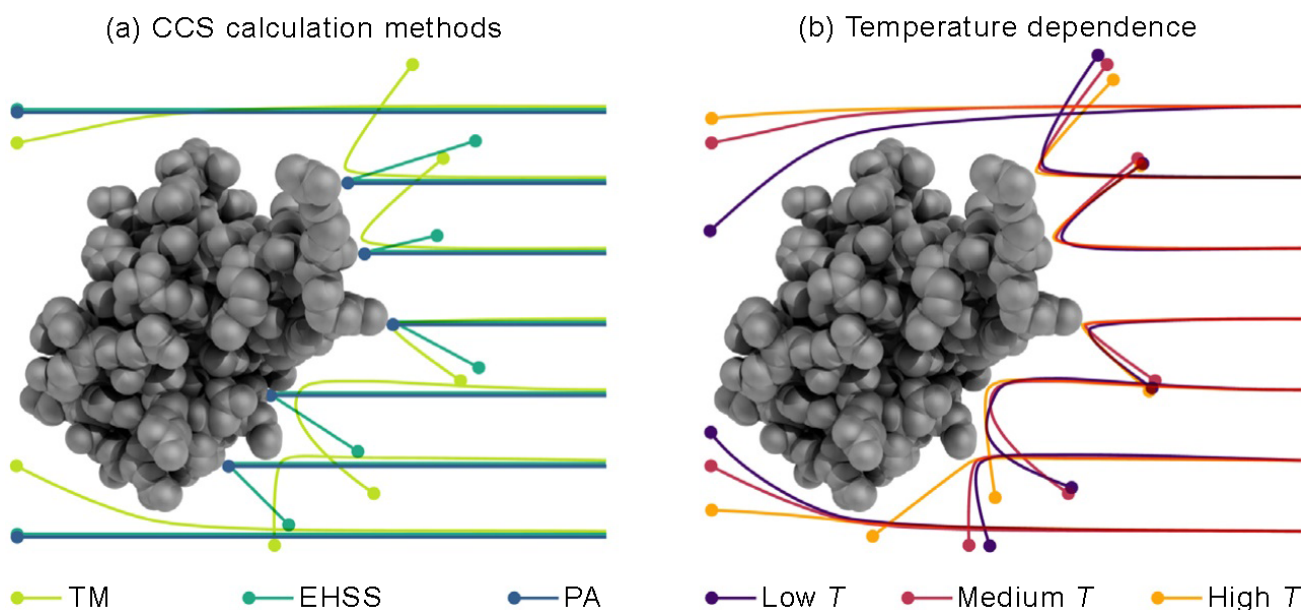 (a) CCS calculation methods
(b) Temperature dependence
TM EHSS PA
Low T Medium T High T